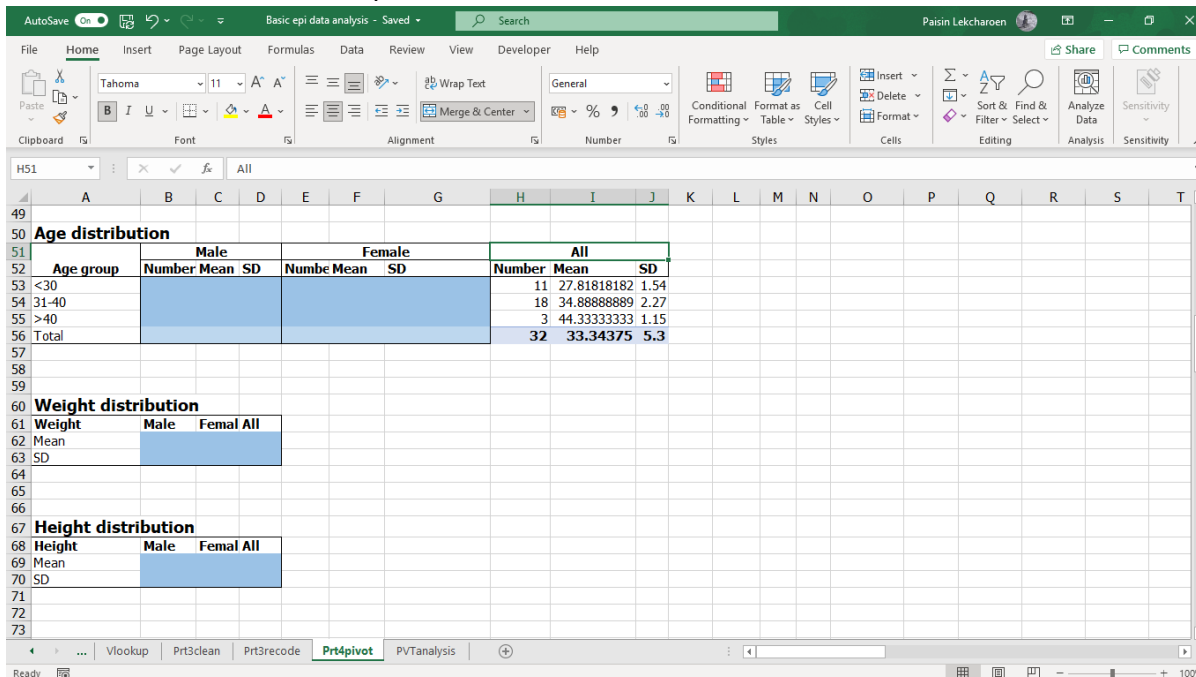 AutoSave On Basic epi data analysis - Saved Search Paisin Lekcharoen
File Home Insert Page Layout Formulas Data Review View Developer Help Share Comments
Paste Tahoma 11 A A Wrap Text General Conditional Formatting Format as Table Cell Styles Insert Delete Format Sort & Filter Find & Select Analyze Data Sensitivity
B I U A Merge & Center % 9
Clipboard Font Alignment Number Styles Cells Editing Analysis Sensitivity
H51 fx All
A B C D E F G H I J K L M N O P Q R S T
49
50 Age distribution
51 Male Female All
52 Age group Number Mean SD Numbe Mean SD Number Mean SD
53 <30 11 27.81818182 1.54
54 31-40 18 34.88888889 2.27
55 >40 3 44.33333333 1.15
56 Total 32 33.34375 5.3
57
58
59
60 Weight distribution
61 Weight Male Femal All
62 Mean
63 SD
64
65
66
67 Height distribution
68 Height Male Femal All
69 Mean
70 SD
71
72
73
... Vlookup Prt3clean Prt3recode Prt4pivot PVTanalysis
Ready 100